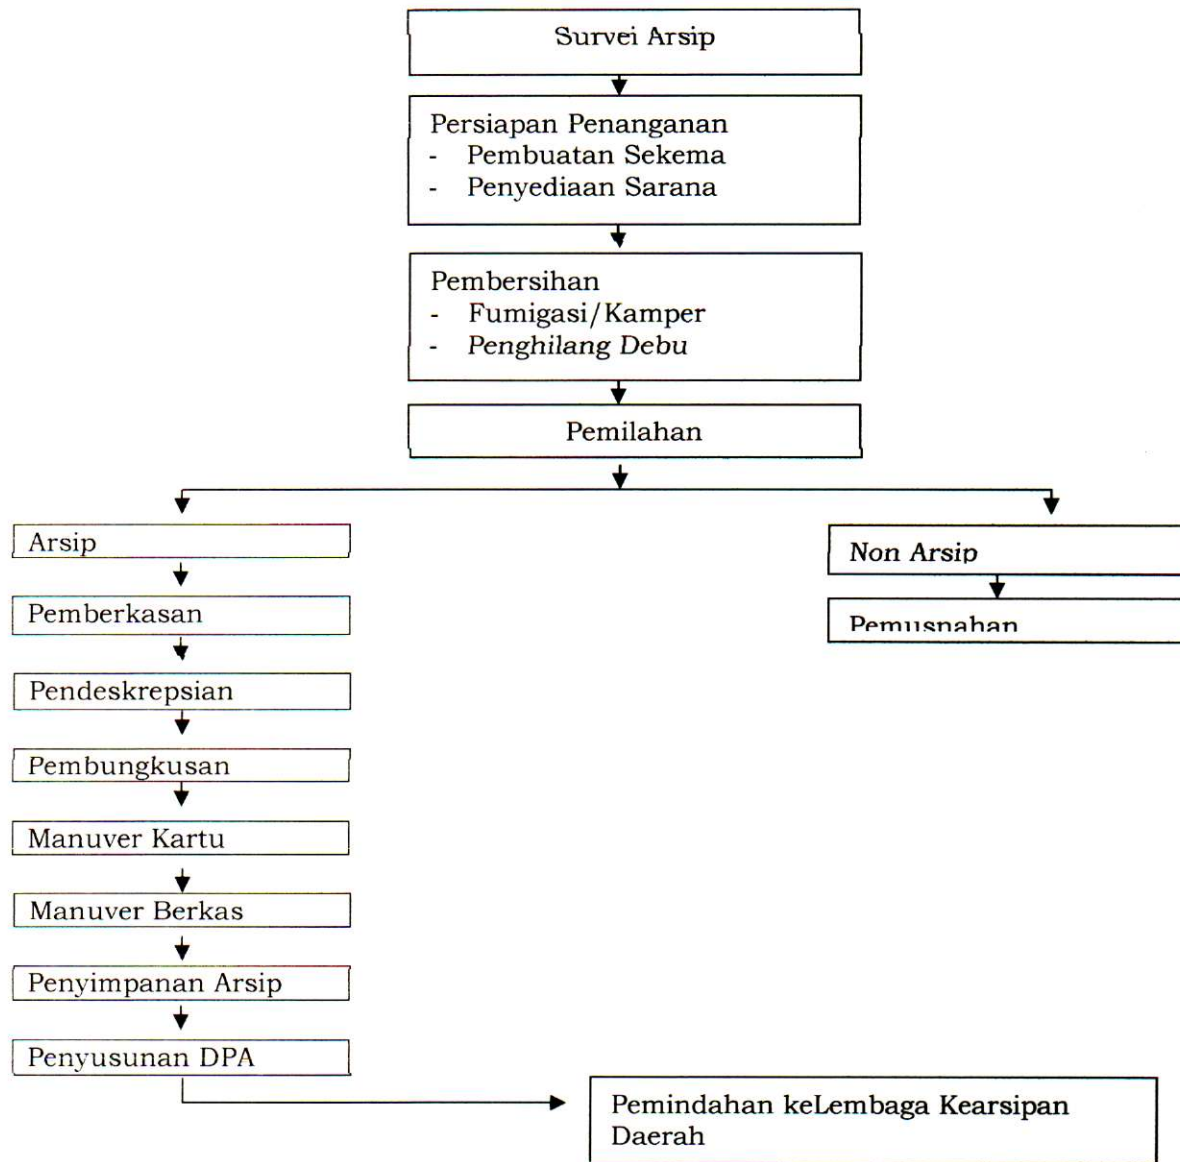 Survei Arsip
Persiapan Penanganan
- Pembuatan Sekema
- Penyediaan Sarana
Pembersihan
- Fumigasi/Kamper
- Penghilang Debu
Pemilahan
Arsip
Non Arsip
Pemberkasan
Pemusnahan
Pendeskrepsian
Pembungkusan
Manuver Kartu
Manuver Berkas
Penyimpanan Arsip
Penyusunan DPA
Pemindahan keLembaga Kearsipan
Daerah